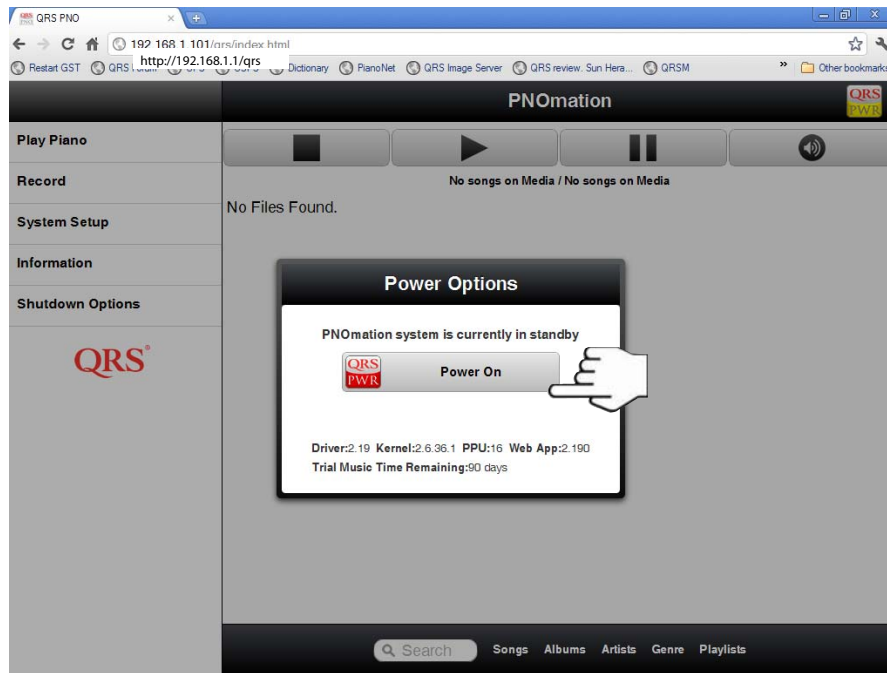 QRS PNO
192.168.1.101/qrs/index.html
http://192.168.1.1/qrs
Restart GST QRS Dictionary PianoNet QRS Image Server QRS review. Sun Hera... QRSM » Other bookmarks
PNOmation
QRS
PWR
Play Piano
Record
System Setup
Information
Shutdown Options
QRS®
No songs on Media / No songs on Media
No Files Found.
Power Options
PNOmation system is currently in standby
QRS
PWR
Power On
Driver:2.19 Kernel:2.6.36.1 PPU:16 Web App:2.190
Trial Music Time Remaining:90 days
Search Songs Albums Artists Genre Playlists